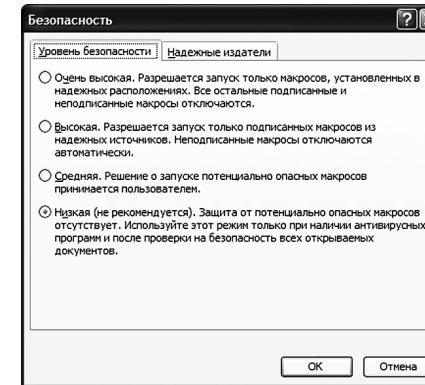 Безопасность
Уровень безопасности Надежные издатели
Очень высокая. Разрешается запуск только макросов, установленных в
надежных расположениях. Все остальные подписанные и
неподписанные макросы отключаются.
Высокая. Разрешается запуск только подписанных макросов из
надежных источников. Неподписанные макросы отключаются
автоматически.
Средняя. Решение о запуске потенциально опасных макросов
принимается пользователем.
Низкая (не рекомендуется). Защита от потенциально опасных макросов
отсутствует. Используйте этот режим только при наличии антивирусных
программ и после проверки на безопасность всех открываемых
документов.
ОК Отмена